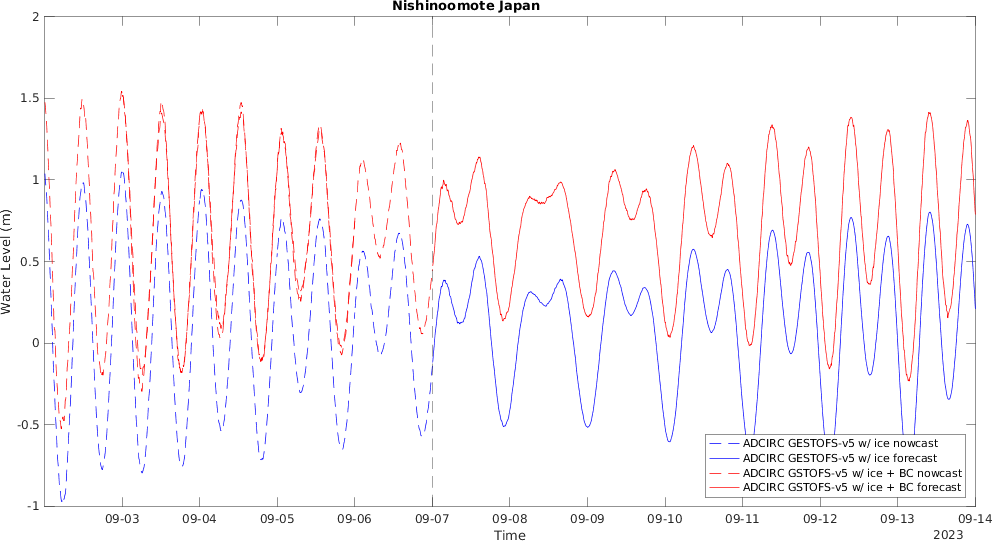 Nishinoomote Japan
Water Level (m)
2
1.5
1
0.5
0
-0.5
-1
ADCIRC GESTOFS-v5 w/ ice nowcast
ADCIRC GESTOFS-v5 w/ ice forecast
ADCIRC GSTOFS-v5 w/ ice + BC nowcast
ADCIRC GSTOFS-v5 w/ ice + BC forecast
09-03 09-04 09-05 09-06 09-07 09-08 09-09 09-10 09-11 09-12 09-13 09-14
Time
2023